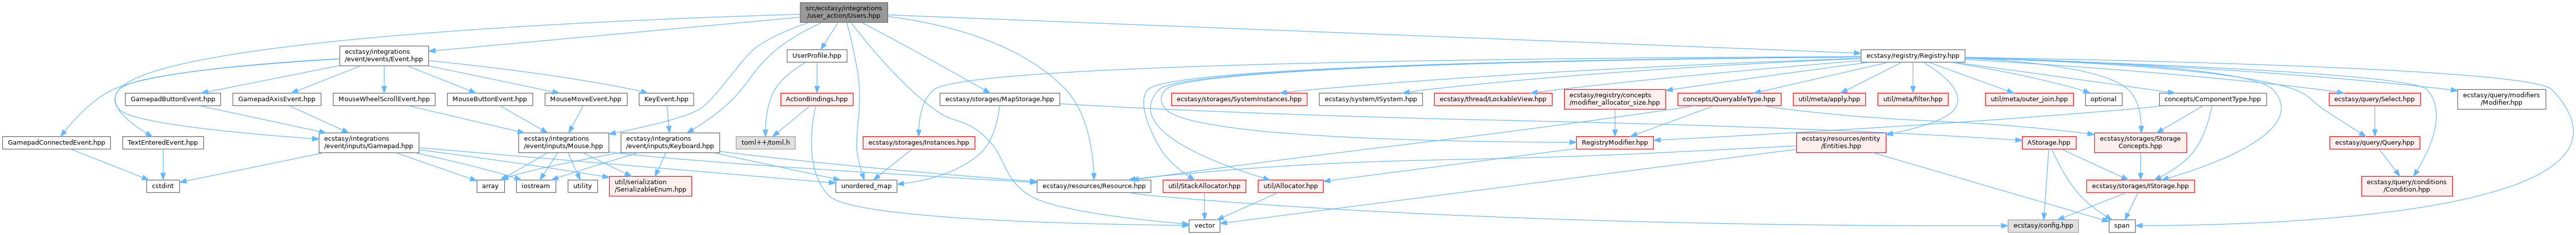 src/ecstasy/integrations
/user_action/Users.hpp
ecstasy/integrations
/event/events/Event.hpp
UserProfile.hpp
ecstasy/registry/Registry.hpp
GamepadButtonEvent.hpp
GamepadAxisEvent.hpp
MouseWheelScrollEvent.hpp
MouseButtonEvent.hpp
MouseMoveEvent.hpp
KeyEvent.hpp
ActionBindings.hpp
ecstasy/storages/MapStorage.hpp
ecstasy/storages/SystemInstances.hpp
ecstasy/system/ISystem.hpp
ecstasy/thread/LockableView.hpp
ecstasy/registry/concepts
/modifier_allocator_size.hpp
concepts/QueryableType.hpp
util/meta/apply.hpp
util/meta/filter.hpp
util/meta/outer_join.hpp
optional
concepts/ComponentType.hpp
ecstasy/query/Select.hpp
ecstasy/query/modifiers
/Modifier.hpp
GamepadConnectedEvent.hpp
TextEnteredEvent.hpp
ecstasy/integrations
/event/inputs/Gamepad.hpp
ecstasy/integrations
/event/inputs/Mouse.hpp
ecstasy/integrations
/event/inputs/Keyboard.hpp
toml++/toml.h
ecstasy/storages/Instances.hpp
RegistryModifier.hpp
ecstasy/resources/entity
/Entities.hpp
AStorage.hpp
ecstasy/storages/Storage
Concepts.hpp
ecstasy/query/Query.hpp
cstdint
array
iostream
utility
util/serialization
/SerializableEnum.hpp
unordered_map
ecstasy/resources/Resource.hpp
util/StackAllocator.hpp
util/Allocator.hpp
ecstasy/storages/IStorage.hpp
ecstasy/query/conditions
/Condition.hpp
vector
ecstasy/config.hpp
span